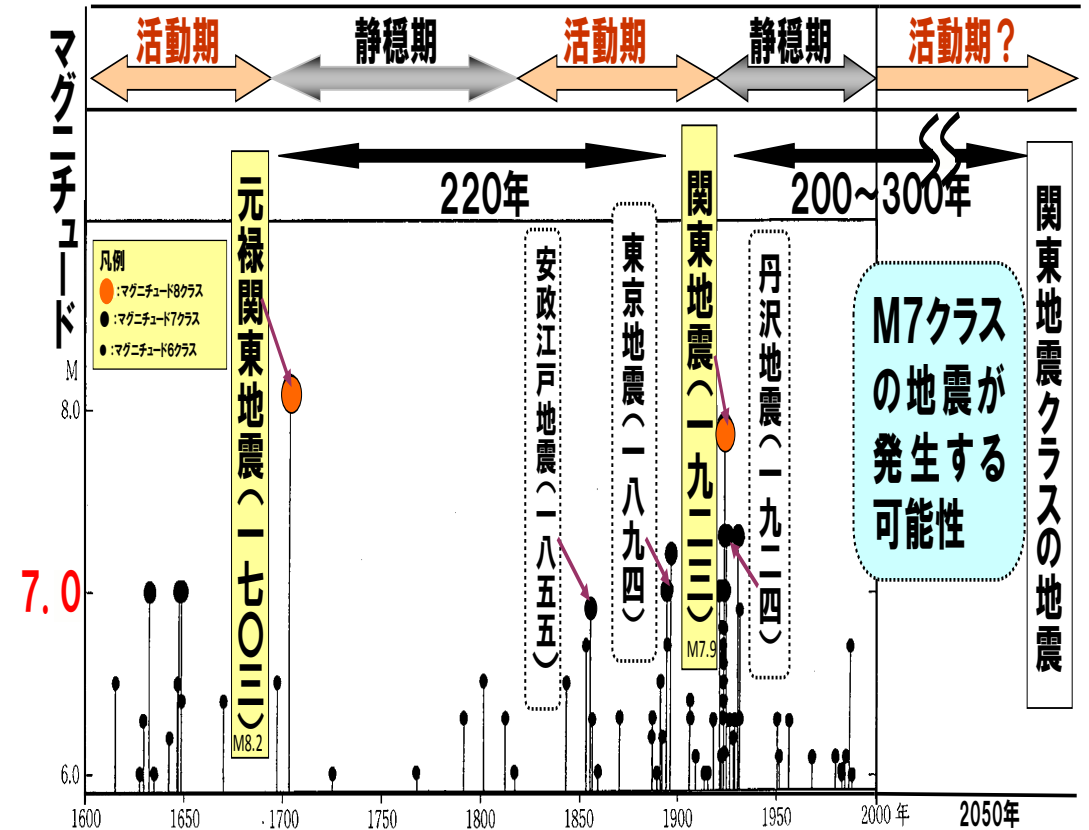 活動期
静穏期
活動期
静穏期
活動期？
マグニチュード
220年
200～300年
凡例
:マグニチュード8クラス
:マグニチュード7クラス
:マグニチュード6クラス
元禄関東地震(一七〇三)
M8.2
安政江戸地震(一八五五)
東京地震(一八九四)
関東地震(一九二三)
M7.9
丹沢地震(一九二四)
M7クラス
の地震が
発生する
可能性
関東地震クラスの地震
M
8.0
7.0
6.0
1600
1650
1700
1750
1800
1850
1900
1950
2000 年
2050年